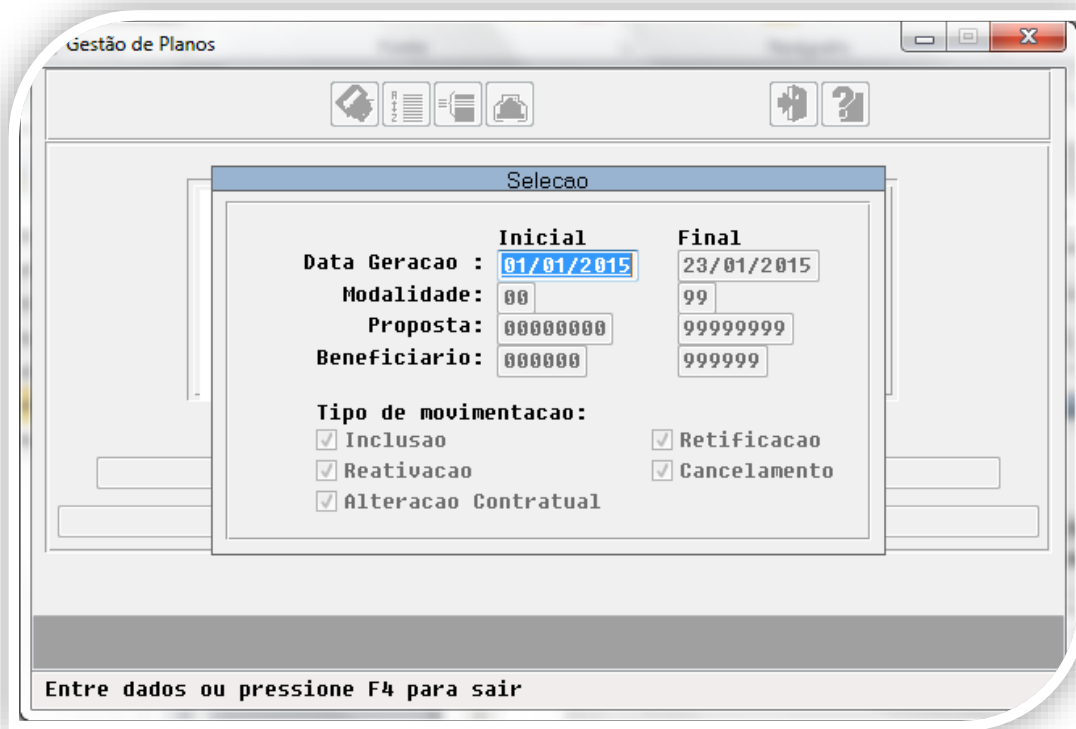 Gestão de Planos
Selecao
Inicial Final
Data Geracao : 01/01/2015 23/01/2015
Modalidade: 00 99
Proposta: 00000000 99999999
Beneficiario: 000000 999999
Tipo de movimentacao:
Inclusao Retificacao
Reativacao Cancelamento
Alteracao Contratual
Entre dados ou pressione F4 para sair